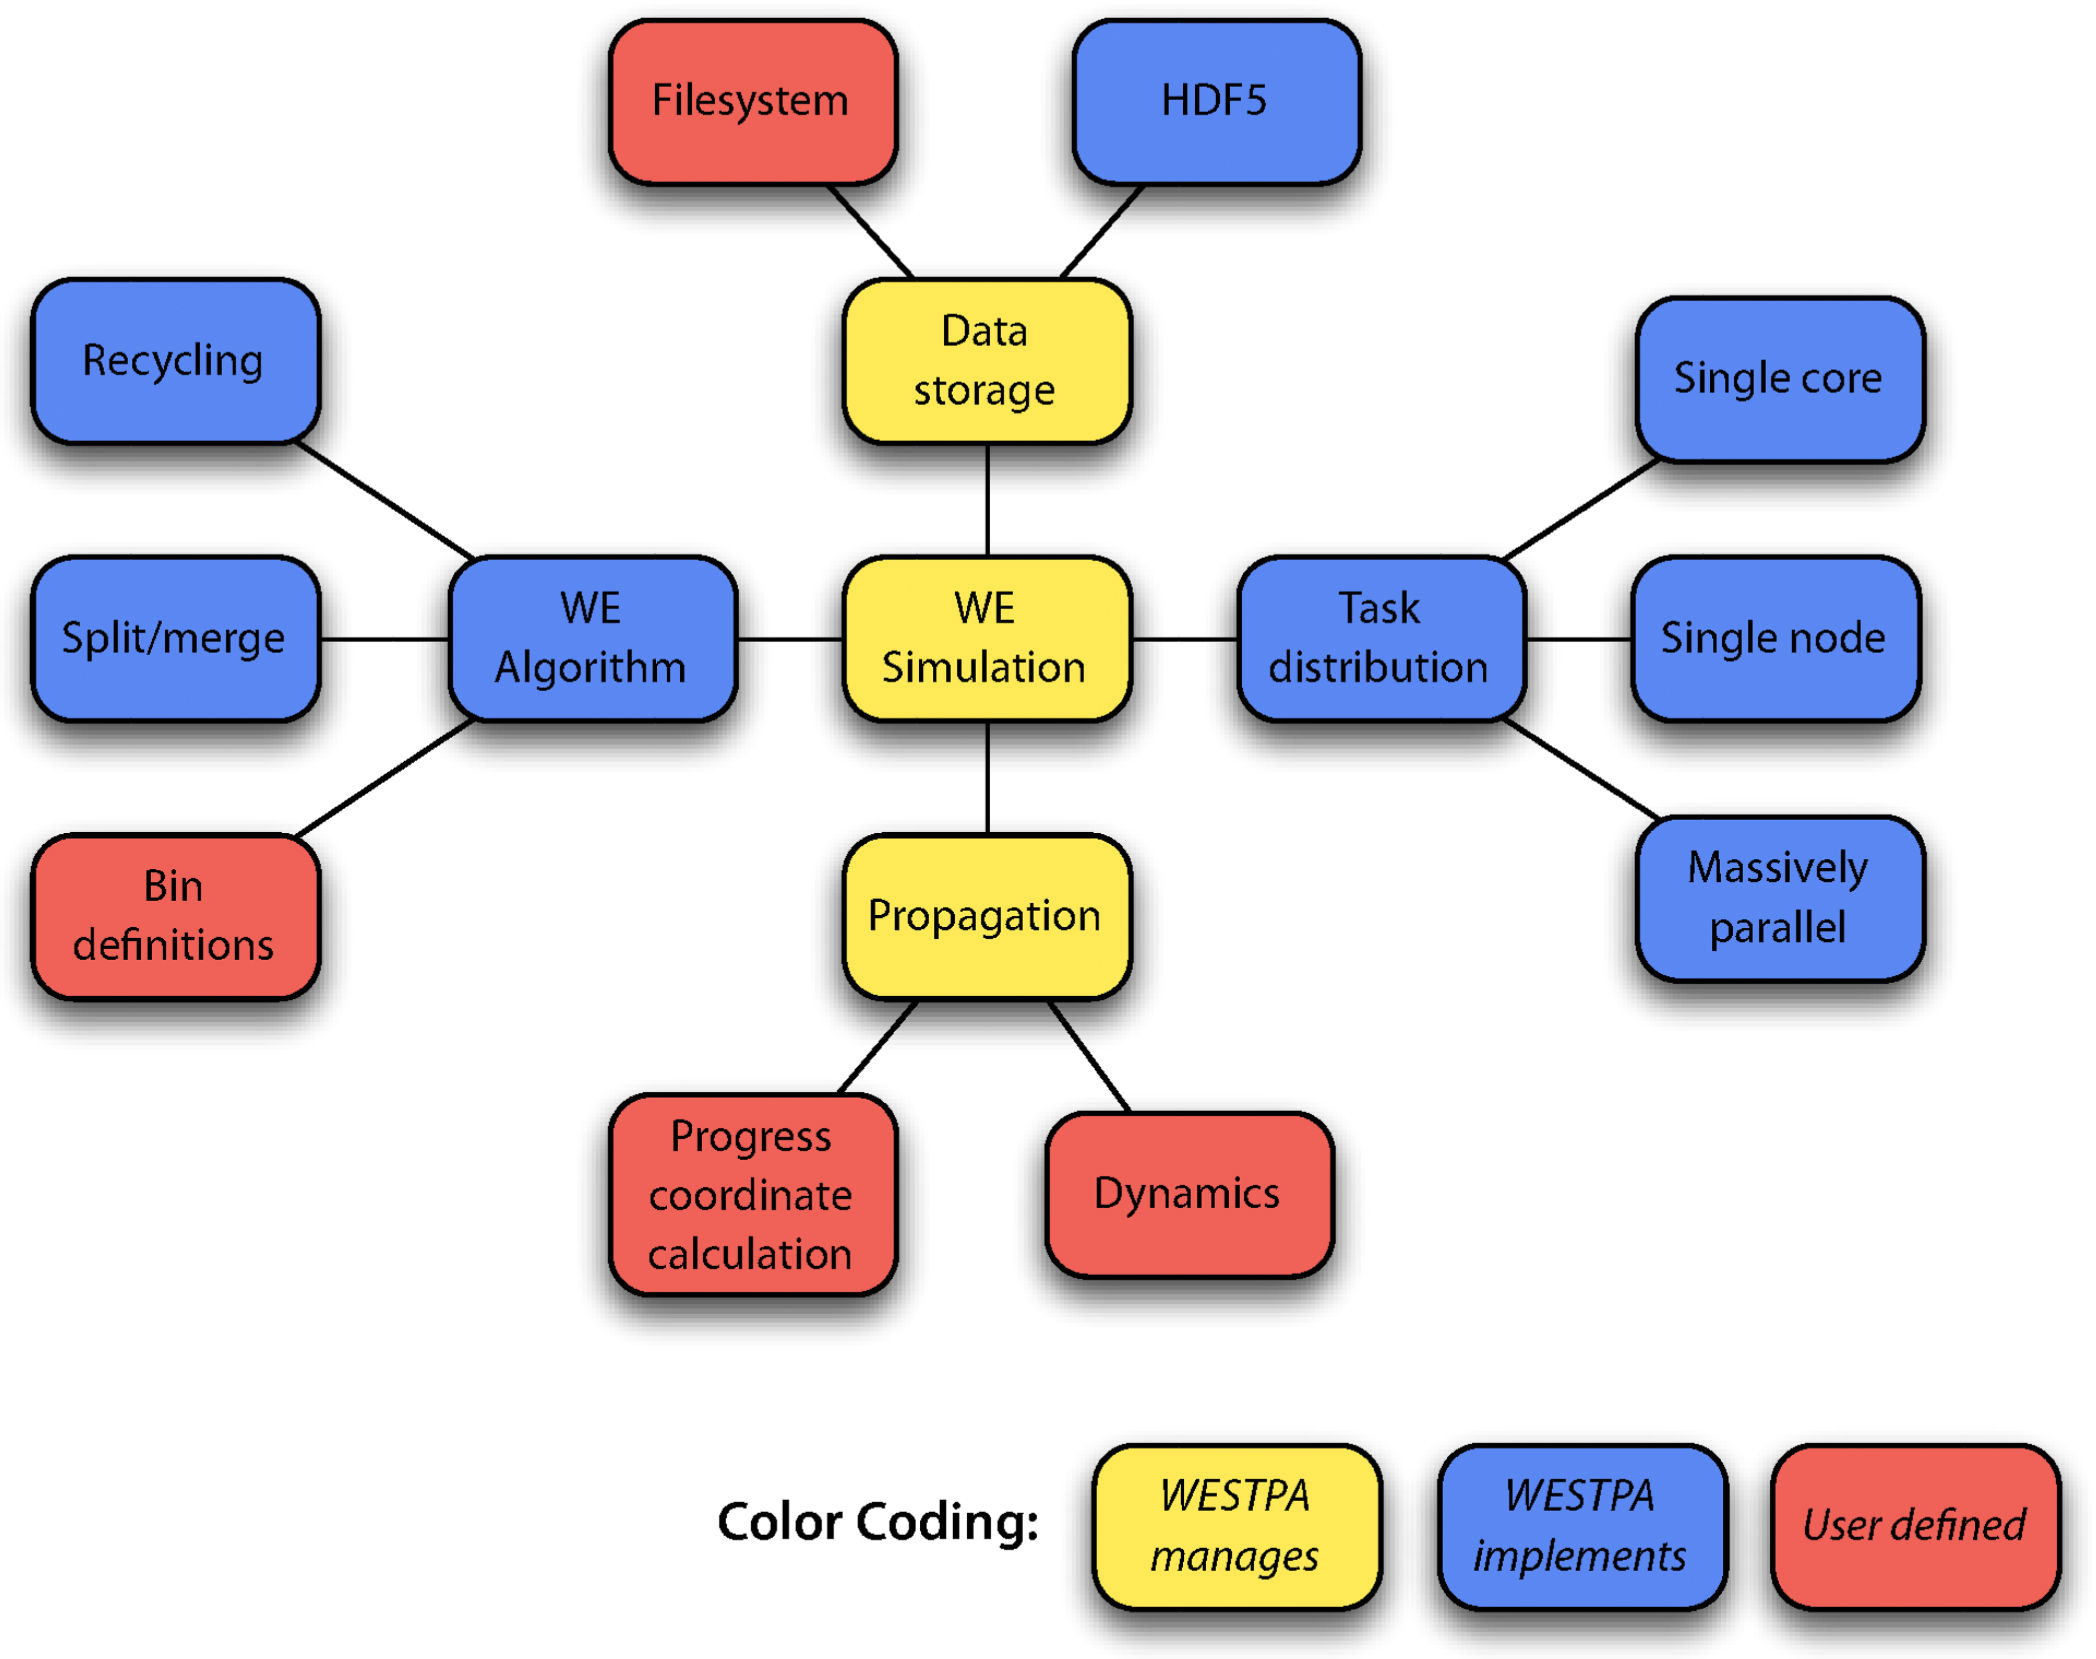 Filesystem
HDF5
Data
storage
Recycling
Single core
Split/merge
WE
Algorithm
WE
Simulation
Task
distribution
Single node
Bin
definitions
Propagation
Massively
parallel
Progress
coordinate
calculation
Dynamics
Color Coding:
WESTPA
manages
WESTPA
implements
User defined